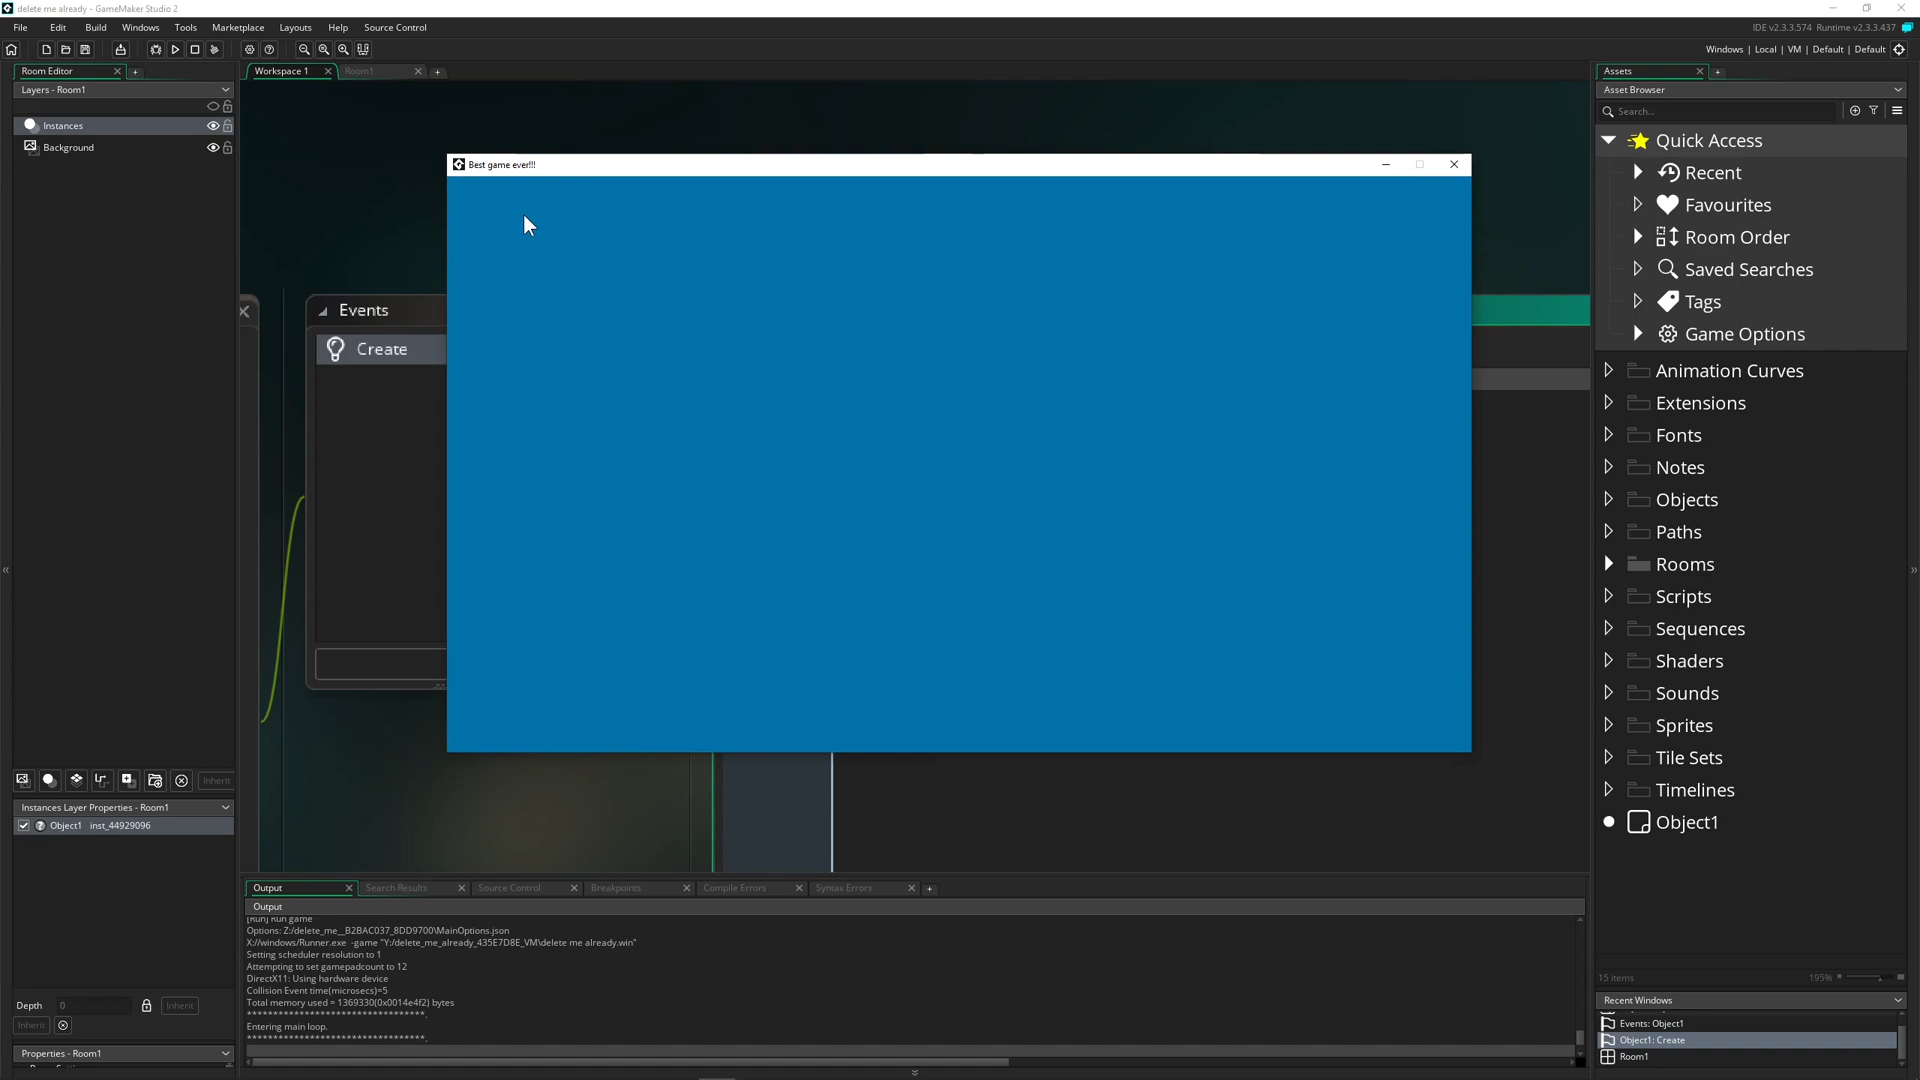 delete me already - GameMaker Studio 2
File Edit Build Windows Tools Marketplace Layouts Help Source Control
IDE v2.3.3.574 Runtime v2.3.3.437
Windows | Local | VM | Default | Default
Room Editor
Layers - Room1
Instances
Background
Workspace 1
Room1
Best game ever!!!
Events
Create
Inherit
Instances Layer Properties - Room1
Object1 inst_44929096
Depth 0 Inherit
Inherit
Properties - Room1
Output Search Results Source Control Breakpoints Compile Errors Syntax Errors
Output
[Run] Run game
Options: Z:/delete_me__B2BAC037_8DD9700\MainOptions.json
X://windows/Runner.exe -game "Y:/delete_me_already_435E7D8E_VM\delete me already.win"
Setting scheduler resolution to 1
Attempting to set gamepadcount to 12
DirectX11: Using hardware device
Collision Event time(microsecs)=5
Total memory used = 1369330(0x0014e4f2) bytes
**********************************.
Entering main loop.
**********************************.
Assets
Asset Browser
Search...
Quick Access
Recent
Favourites
Room Order
Saved Searches
Tags
Game Options
Animation Curves
Extensions
Fonts
Notes
Objects
Paths
Rooms
Scripts
Sequences
Shaders
Sounds
Sprites
Tile Sets
Timelines
Object1
15 items
195%
Recent Windows
Events: Object1
Object1: Create
Room1